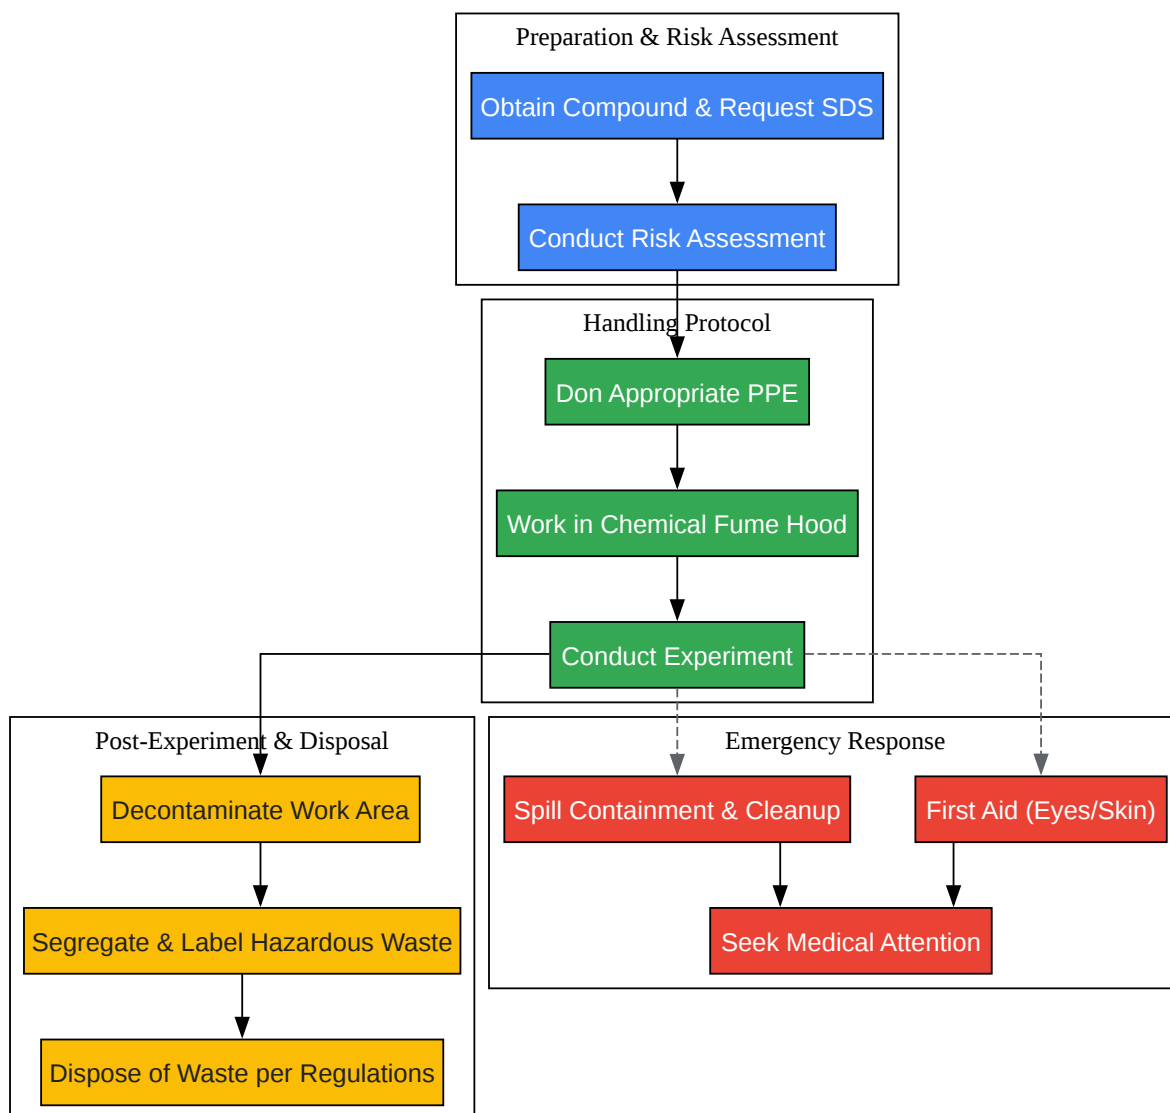 Preparation & Risk Assessment
Obtain Compound & Request SDS
Conduct Risk Assessment
Handling Protocol
Don Appropriate PPE
Work in Chemical Fume Hood
Conduct Experiment
Post-Experiment & Disposal
Decontaminate Work Area
Segregate & Label Hazardous Waste
Dispose of Waste per Regulations
Emergency Response
Spill Containment & Cleanup
First Aid (Eyes/Skin)
Seek Medical Attention